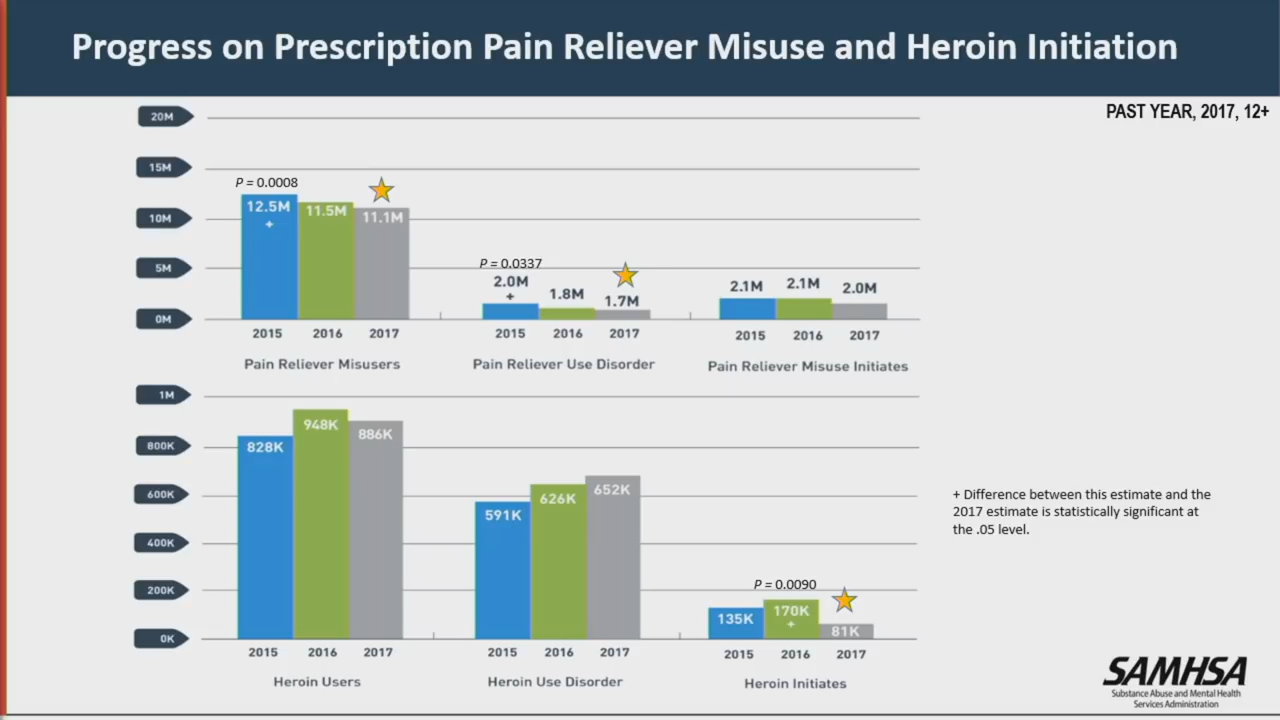 Progress on Prescription Pain Reliever Misuse and Heroin Initiation
PAST YEAR, 2017, 12+
20M
15M
10M
5M
0M
P = 0.0008
12.5M
+
11.5M
11.1M
2015 2016 2017
Pain Reliever Misusers
P = 0.0337
2.0M
+
1.8M
1.7M
2015 2016 2017
Pain Reliever Use Disorder
2.1M
2.1M
2.0M
2015 2016 2017
Pain Reliever Misuse Initiates
1M
800K
600K
400K
200K
0K
828K
948K
886K
2015 2016 2017
Heroin Users
591K
626K
652K
2015 2016 2017
Heroin Use Disorder
P = 0.0090
135K
170K
+
81K
2015 2016 2017
Heroin Initiates
+ Difference between this estimate and the
2017 estimate is statistically significant at
the .05 level.
SAMHSA
Substance Abuse and Mental Health
Services Administration